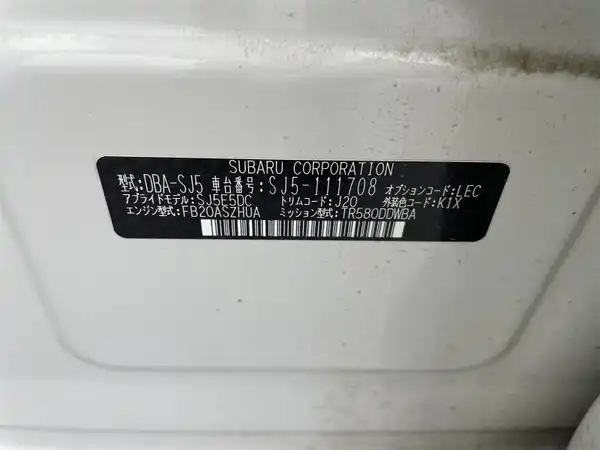 SUBARU CORPORATION
型式:DBA-SJ5 車台番号:SJ5-111708 オプションコード:LEC
アプライドモデル:SJ5E5DC トリムコード:J20 外装色コード:K1X
エンジン型式:FB20ASZHUA ミッション型式:TR580DDWBA